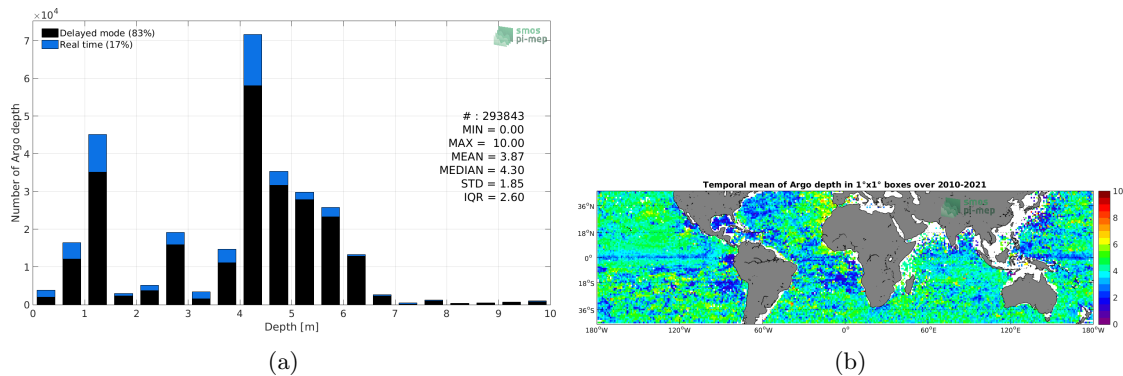 ×10⁴
Delayed mode (83%)
Real time (17%)
smos
pi-mep
# : 293843
MIN = 0.00
MAX = 10.00
MEAN = 3.87
MEDIAN = 4.30
STD = 1.85
IQR = 2.60
Number of Argo depth
7
6
5
4
3
2
1
0
0 1 2 3 4 5 6 7 8 9 10
Depth [m]
(a)
Temporal mean of Argo depth in 1°x1° boxes over 2010-2021
smos
pi-mep
36°N
18°N
0°
18°S
36°S
180°W 120°W 60°W 0° 60°W 120°W 180°W
10
8
6
4
2
0
(b)